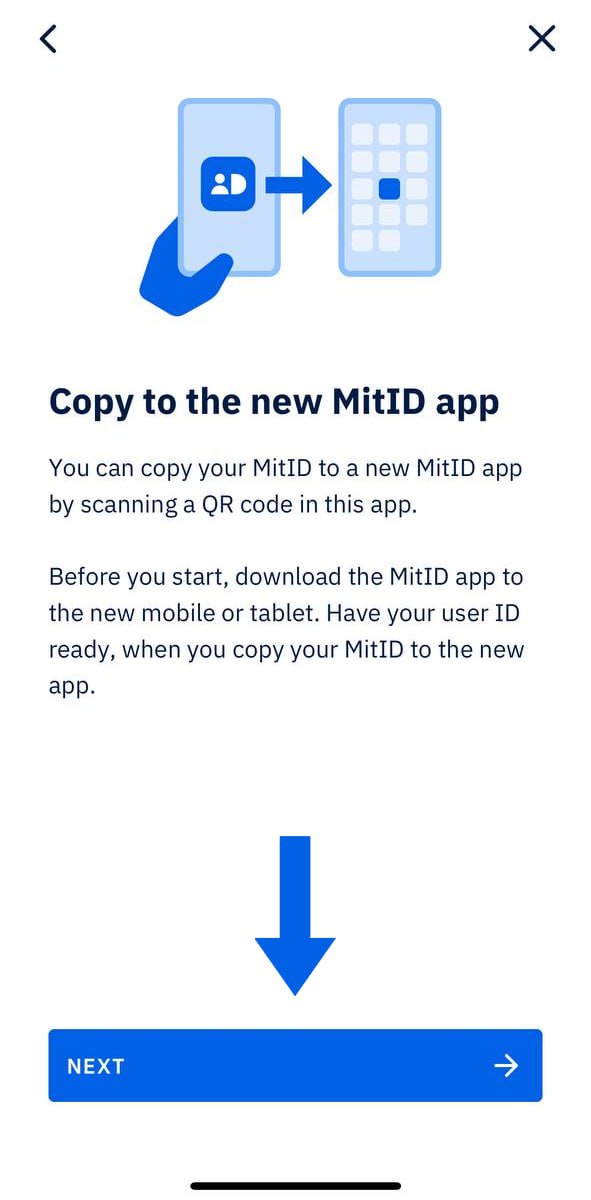 Copy to the new MitID app
You can copy your MitID to a new MitID app
by scanning a QR code in this app.
Before you start, download the MitID app to
the new mobile or tablet. Have your user ID
ready, when you copy your MitID to the new
app.
NEXT